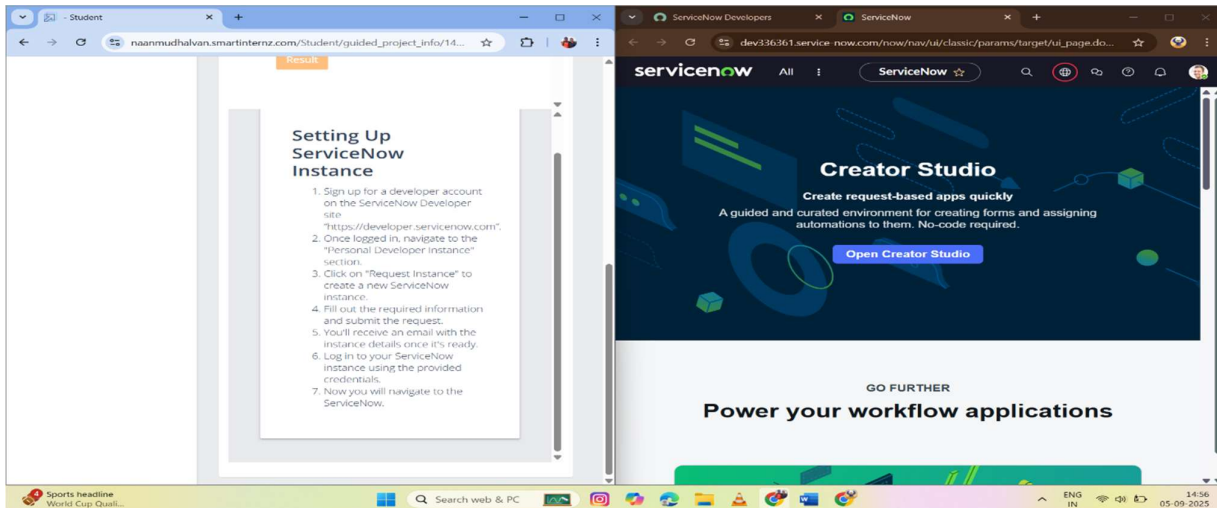 - Student
naanmudhalvan.smartinternz.com/Student/guided_project_info/14...
Result
Setting Up
ServiceNow
Instance
1. Sign up for a developer account
on the ServiceNow Developer
site
"https://developer.servicenow.com".
2. Once logged in, navigate to the
"Personal Developer Instance"
section.
3. Click on "Request Instance" to
create a new ServiceNow
instance.
4. Fill out the required information
and submit the request.
5. You'll receive an email with the
instance details once it's ready.
6. Log in to your ServiceNow
instance using the provided
credentials.
7. Now you will navigate to the
ServiceNow.
ServiceNow Developers
ServiceNow
dev336361.service-now.com/now/nav/ui/classic/params/target/ui_page.do...
servicenow
All
ServiceNow
Creator Studio
Create request-based apps quickly
A guided and curated environment for creating forms and assigning
automations to them. No-code required.
Open Creator Studio
GO FURTHER
Power your workflow applications
4
Sports headline
World Cup Quali...
Search web & PC
ENG
IN
14:56
05-09-2025